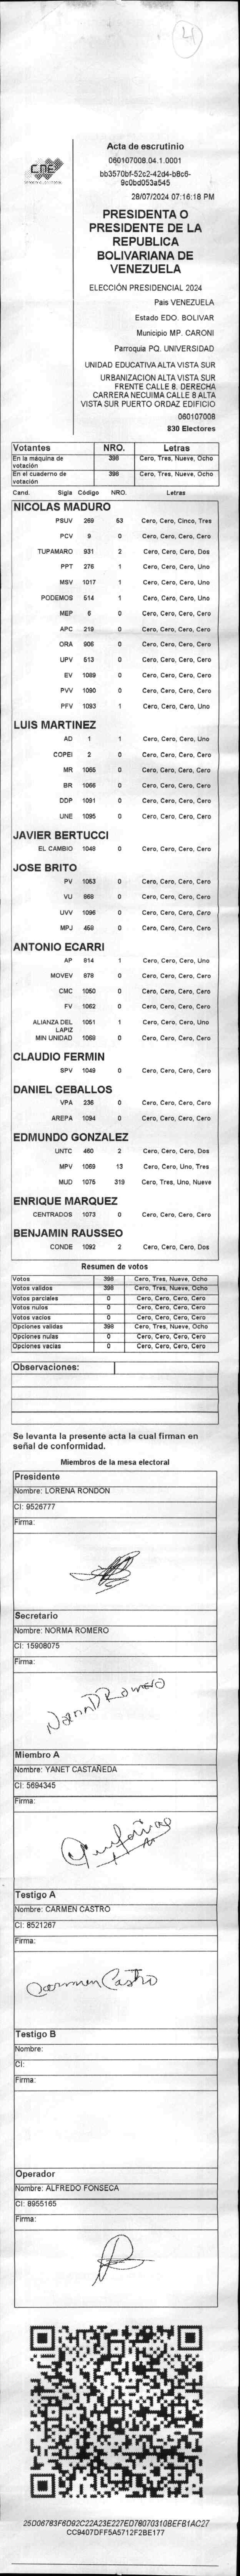 4
CNE
Acta de escrutinio
060107008.04.1.0001
bb3570bf-52c2-42d4-b8c6-
9c0bd053a545
28/07/2024 07:16:18 PM
PRESIDENTA O
PRESIDENTE DE LA
REPUBLICA
BOLIVARIANA DE
VENEZUELA
ELECCIÓN PRESIDENCIAL 2024
Pais VENEZUELA
Estado EDO. BOLIVAR
Municipio MP. CARONI
Parroquia PQ. UNIVERSIDAD
UNIDAD EDUCATIVA ALTA VISTA SUR
URBANIZACIÓN ALTA VISTA SUR
FRENTE CALLE 8. DERECHA
CARRERA NECUIMA CALLE 8 ALTA
VISTA SUR PUERTO ORDAZ EDIFICIO
060107008
830 Electores
Votantes NRO. Letras
En la máquina de votación 398 Cero, Tres, Nueve, Ocho
En el cuaderno de votación 398 Cero, Tres, Nueve, Ocho
Cand. Sigla Código NRO. Letras
NICOLAS MADURO
PSUV 269 53 Cero, Cero, Cinco, Tres
PCV 9 0 Cero, Cero, Cero, Cero
TUPAMARO 931 2 Cero, Cero, Cero, Dos
PPT 276 1 Cero, Cero, Cero, Uno
MSV 1017 1 Cero, Cero, Cero, Uno
PODEMOS 514 1 Cero, Cero, Cero, Uno
MEP 6 0 Cero, Cero, Cero, Cero
APC 219 0 Cero, Cero, Cero, Cero
ORA 906 0 Cero, Cero, Cero, Cero
UPV 513 0 Cero, Cero, Cero, Cero
EV 1089 0 Cero, Cero, Cero, Cero
PVV 1090 0 Cero, Cero, Cero, Cero
PFV 1093 1 Cero, Cero, Cero, Uno
LUIS MARTINEZ
AD 1 1 Cero, Cero, Cero, Uno
COPEI 2 0 Cero, Cero, Cero, Cero
MR 1065 0 Cero, Cero, Cero, Cero
BR 1066 0 Cero, Cero, Cero, Cero
DDP 1091 0 Cero, Cero, Cero, Cero
UNE 1095 0 Cero, Cero, Cero, Cero
JAVIER BERTUCCI
EL CAMBIO 1048 0 Cero, Cero, Cero, Cero
JOSE BRITO
PV 1053 0 Cero, Cero, Cero, Cero
VU 868 0 Cero, Cero, Cero, Cero
UVV 1096 0 Cero, Cero, Cero, Cero
MPJ 458 0 Cero, Cero, Cero, Cero
ANTONIO ECARRI
AP 814 1 Cero, Cero, Cero, Uno
MOVEV 878 0 Cero, Cero, Cero, Cero
CMC 1050 0 Cero, Cero, Cero, Cero
FV 1062 0 Cero, Cero, Cero, Cero
ALIANZA DEL LAPIZ 1051 1 Cero, Cero, Cero, Uno
MIN UNIDAD 1088 0 Cero, Cero, Cero, Cero
CLAUDIO FERMIN
SPV 1049 0 Cero, Cero, Cero, Cero
DANIEL CEBALLOS
VPA 236 0 Cero, Cero, Cero, Cero
AREPA 1094 0 Cero, Cero, Cero, Cero
EDMUNDO GONZALEZ
UNTC 460 2 Cero, Cero, Cero, Dos
MPV 1069 13 Cero, Cero, Uno, Tres
MUD 1075 319 Cero, Tres, Uno, Nueve
ENRIQUE MARQUEZ
CENTRADOS 1073 0 Cero, Cero, Cero, Cero
BENJAMIN RAUSSEO
CONDE 1092 2 Cero, Cero, Cero, Dos
Resumen de votos
Votos 398 Cero, Tres, Nueve, Ocho
Votos validos 398 Cero, Tres, Nueve, Ocho
Votos parciales 0 Cero, Cero, Cero, Cero
Votos nulos 0 Cero, Cero, Cero, Cero
Votos vacios 0 Cero, Cero, Cero, Cero
Opciones validas 398 Cero, Tres, Nueve, Ocho
Opciones nulas 0 Cero, Cero, Cero, Cero
Opciones vacias 0 Cero, Cero, Cero, Cero
Observaciones:
Se levanta la presente acta la cual firman en
señal de conformidad.
Miembros de la mesa electoral
Presidente
Nombre: LORENA RONDON
CI: 9526777
Firma:
Secretario
Nombre: NORMA ROMERO
CI: 15908075
Firma:
Norma D Romero
Miembro A
Nombre: YANET CASTAÑEDA
CI: 5694345
Firma:
Testigo A
Nombre: CARMEN CASTRO
CI: 8521267
Firma:
Carmen Castro
Testigo B
Nombre:
CI:
Firma:
Operador
Nombre: ALFREDO FONSECA
CI: 8955165
Firma:
25D06783F6D92C22A23E227ED78070310BEFB1AC27
CC9407DFF5A5712F2BE177